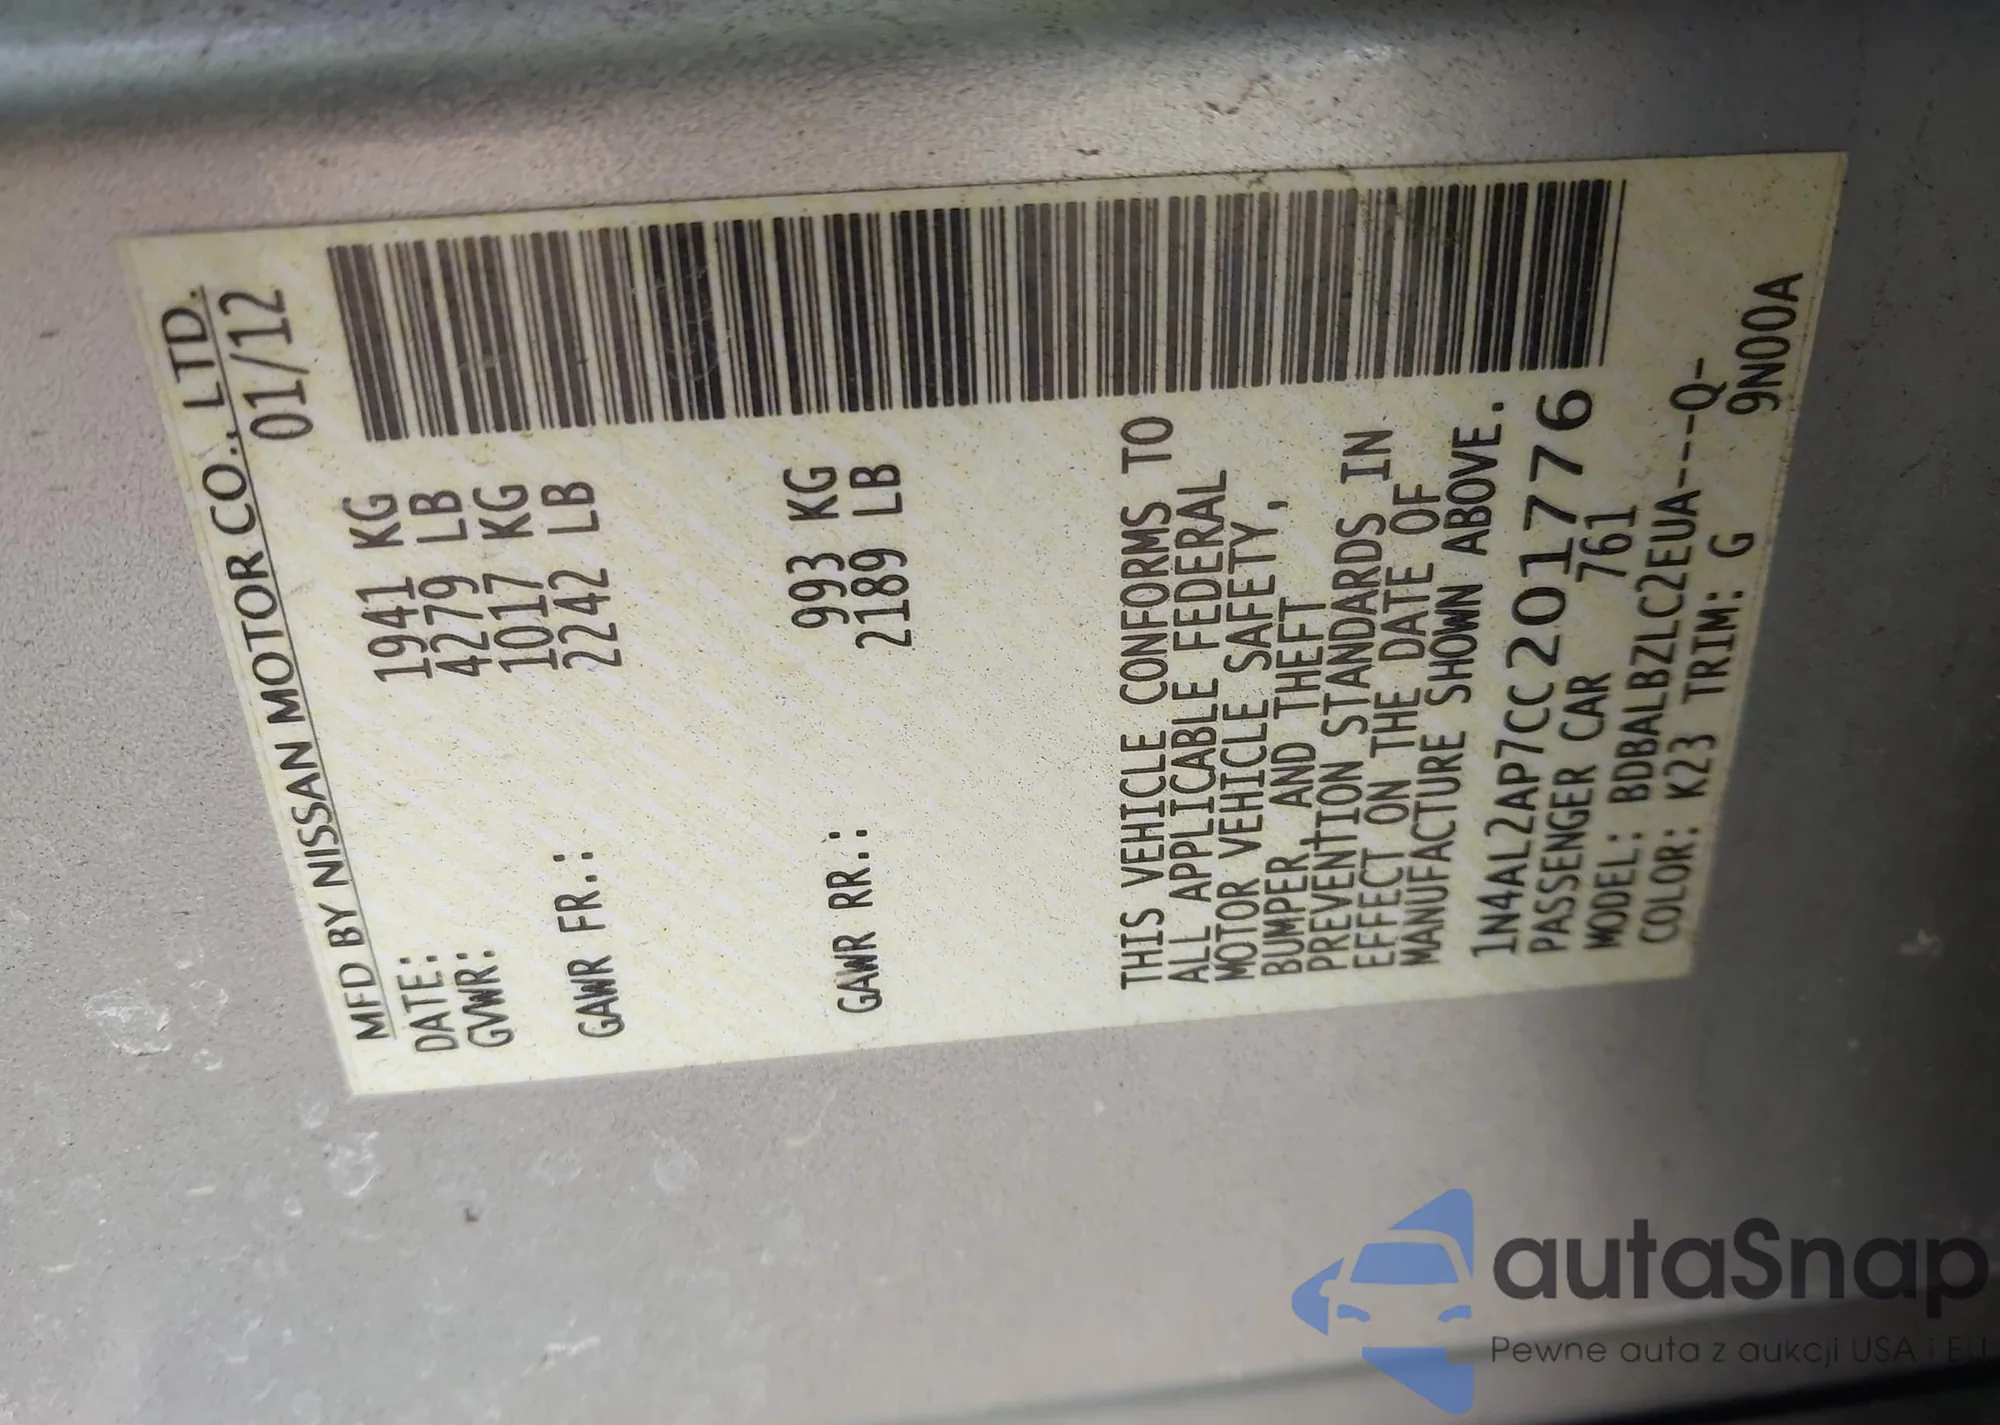 MFD BY NISSAN MOTOR CO., LTD.
DATE: 01/12
GVWR: 1941 KG
4279 LB
GAWR FR.: 1017 KG
2242 LB
GAWR RR.: 993 KG
2189 LB
THIS VEHICLE CONFORMS TO
ALL APPLICABLE FEDERAL
MOTOR VEHICLE SAFETY,
BUMPER, AND THEFT
PREVENTION STANDARDS IN
EFFECT ON THE DATE OF
MANUFACTURE SHOWN ABOVE.
1N4AL2AP7CC201776
PASSENGER CAR 761
MODEL: BDBALBZLC2EUA---Q-
COLOR: K23 TRIM: G 9N00A
autaSnap
Pewne auta z aukcji USA i EU